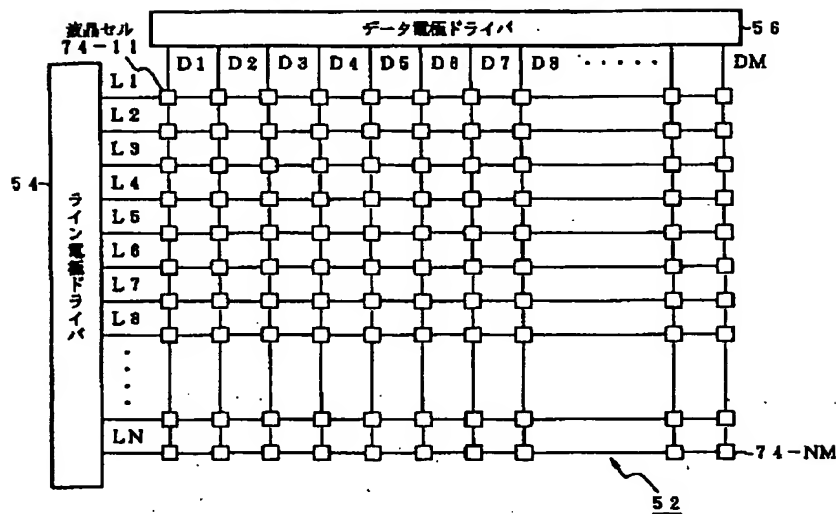 液晶セル
74-11
データ電極ドライバ
56
D1 D2 D3 D4 D5 D6 D7 D8 ・・・・・ DM
L1
L2
L3
L4
L5
L6
L7
L8
・・・・
LN
54
ライン電極ドライバ
74-NM
52